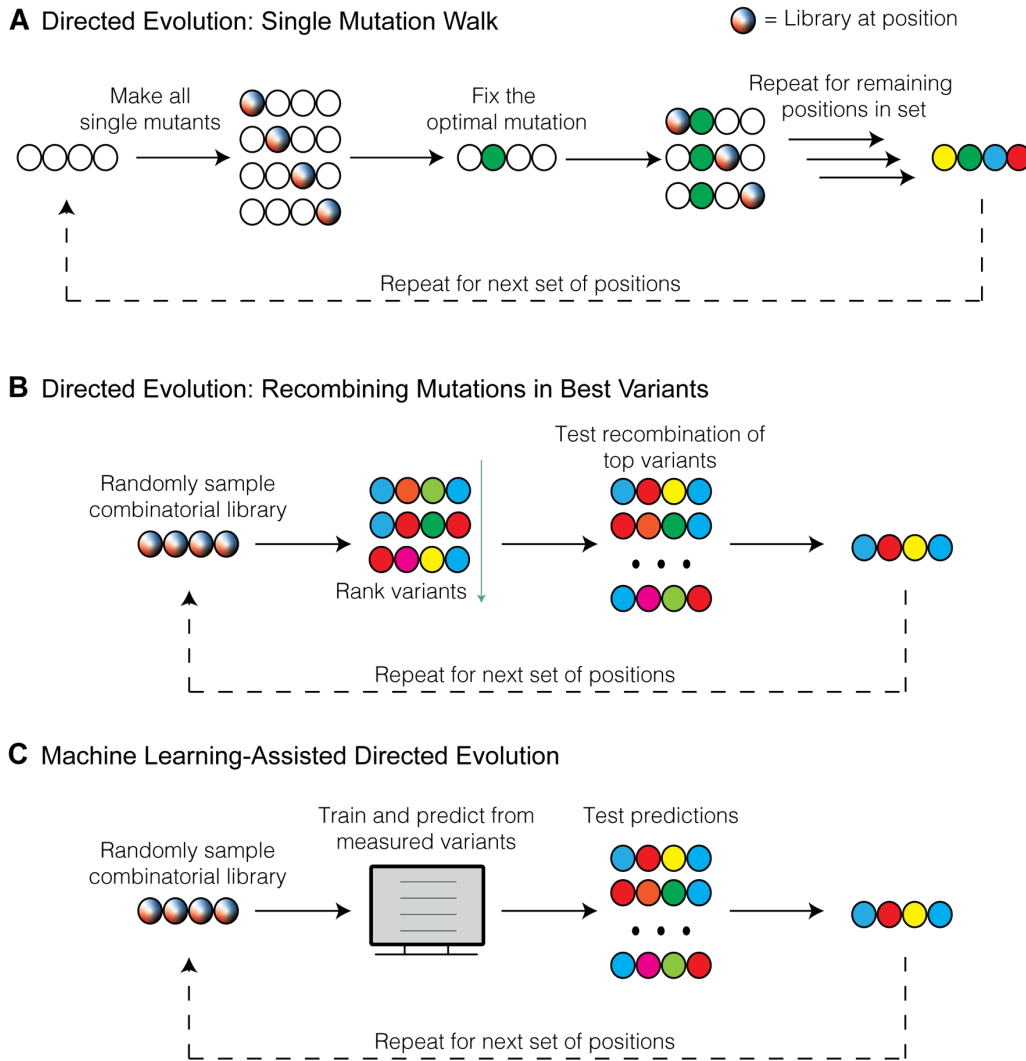 A Directed Evolution: Single Mutation Walk
= Library at position
Make all
single mutants
Fix the
optimal mutation
Repeat for remaining
positions in set
Repeat for next set of positions
B Directed Evolution: Recombining Mutations in Best Variants
Randomly sample
combinatorial library
Rank variants
Test recombination of
top variants
Repeat for next set of positions
C Machine Learning-Assisted Directed Evolution
Randomly sample
combinatorial library
Train and predict from
measured variants
Test predictions
Repeat for next set of positions